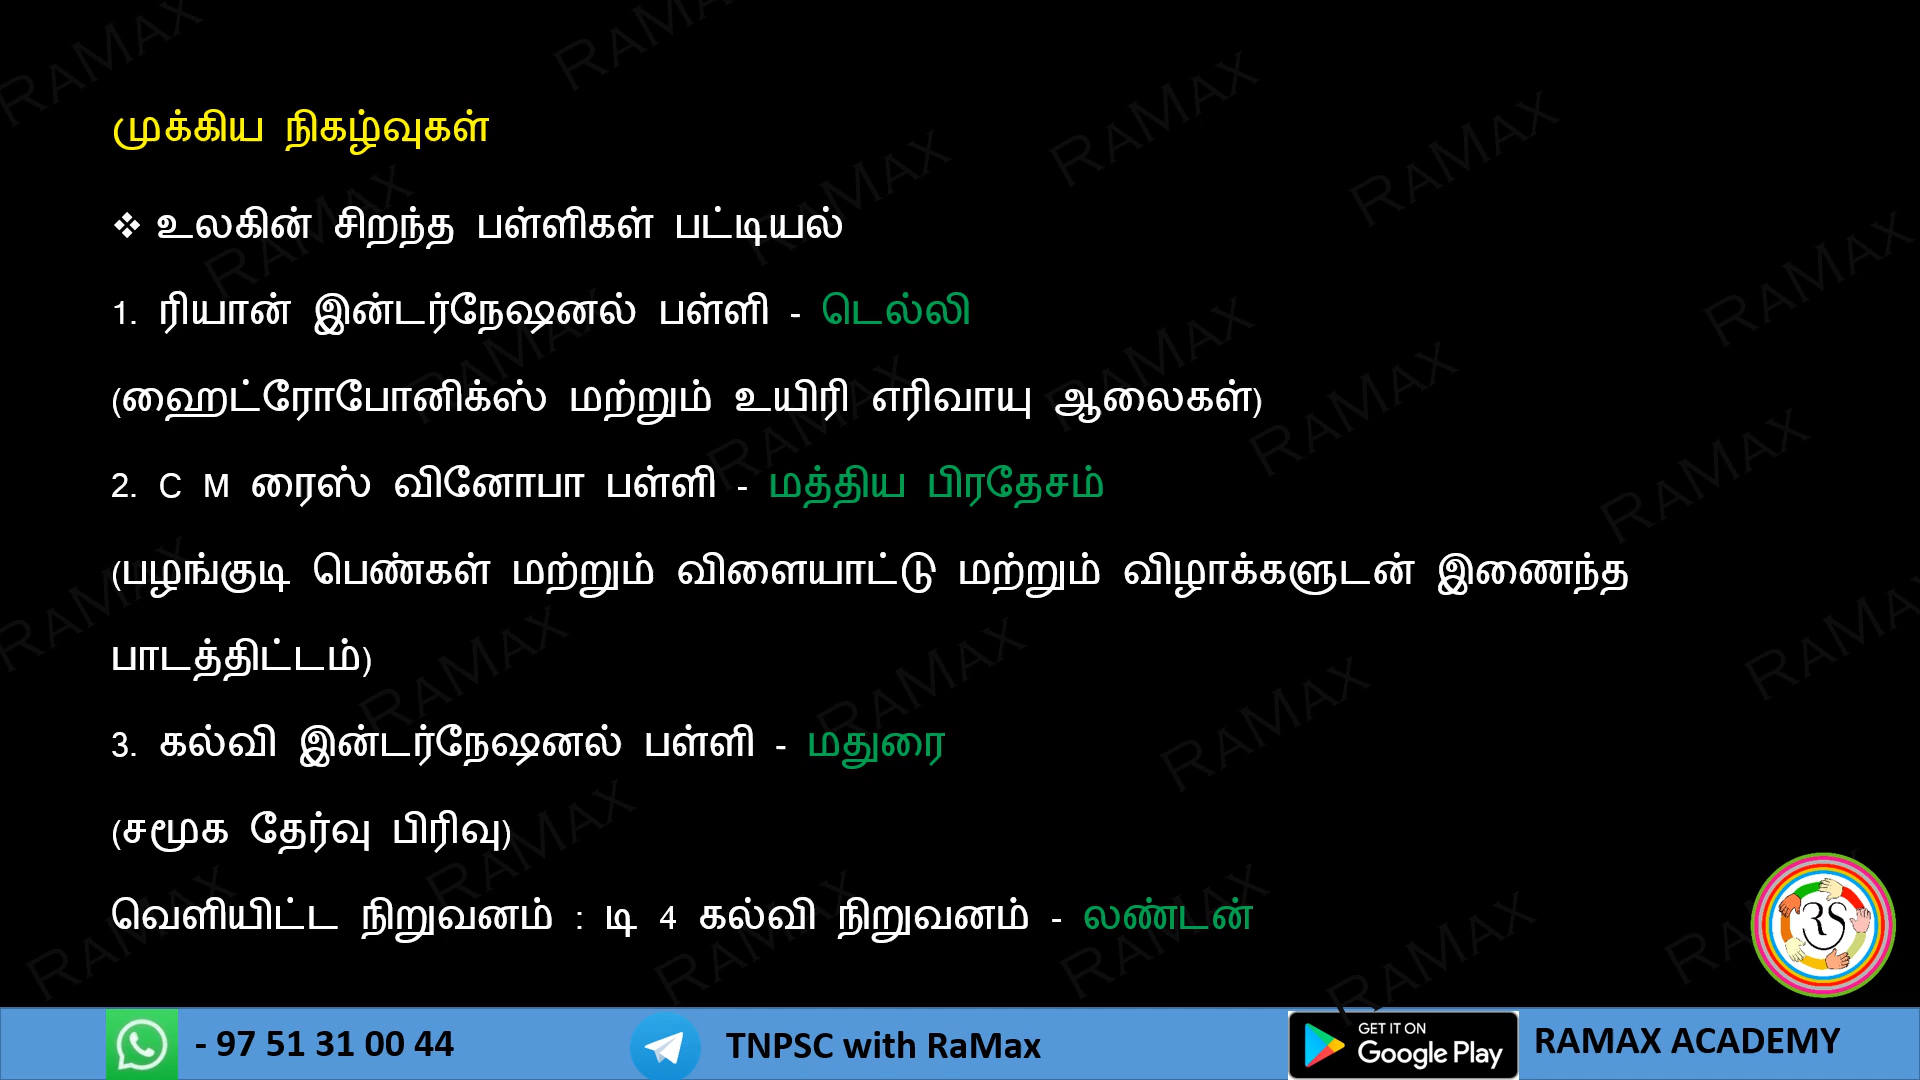 முக்கிய நிகழ்வுகள்
❖ உலகின் சிறந்த பள்ளிகள் பட்டியல்
1. ரியான் இன்டர்நேஷனல் பள்ளி - டெல்லி
(ஹைட்ரோபோனிக்ஸ் மற்றும் உயிரி எரிவாயு ஆலைகள்)
2. C M ரைஸ் வினோபா பள்ளி - மத்திய பிரதேசம்
(பழங்குடி பெண்கள் மற்றும் விளையாட்டு மற்றும் விழாக்களுடன் இணைந்த
பாடத்திட்டம்)
3. கல்வி இன்டர்நேஷனல் பள்ளி - மதுரை
(சமூக தேர்வு பிரிவு)
வெளியிட்ட நிறுவனம் : டி 4 கல்வி நிறுவனம் - லண்டன்
- 97 51 31 00 44
TNPSC with RaMax
GET IT ON
Google Play
RAMAX ACADEMY